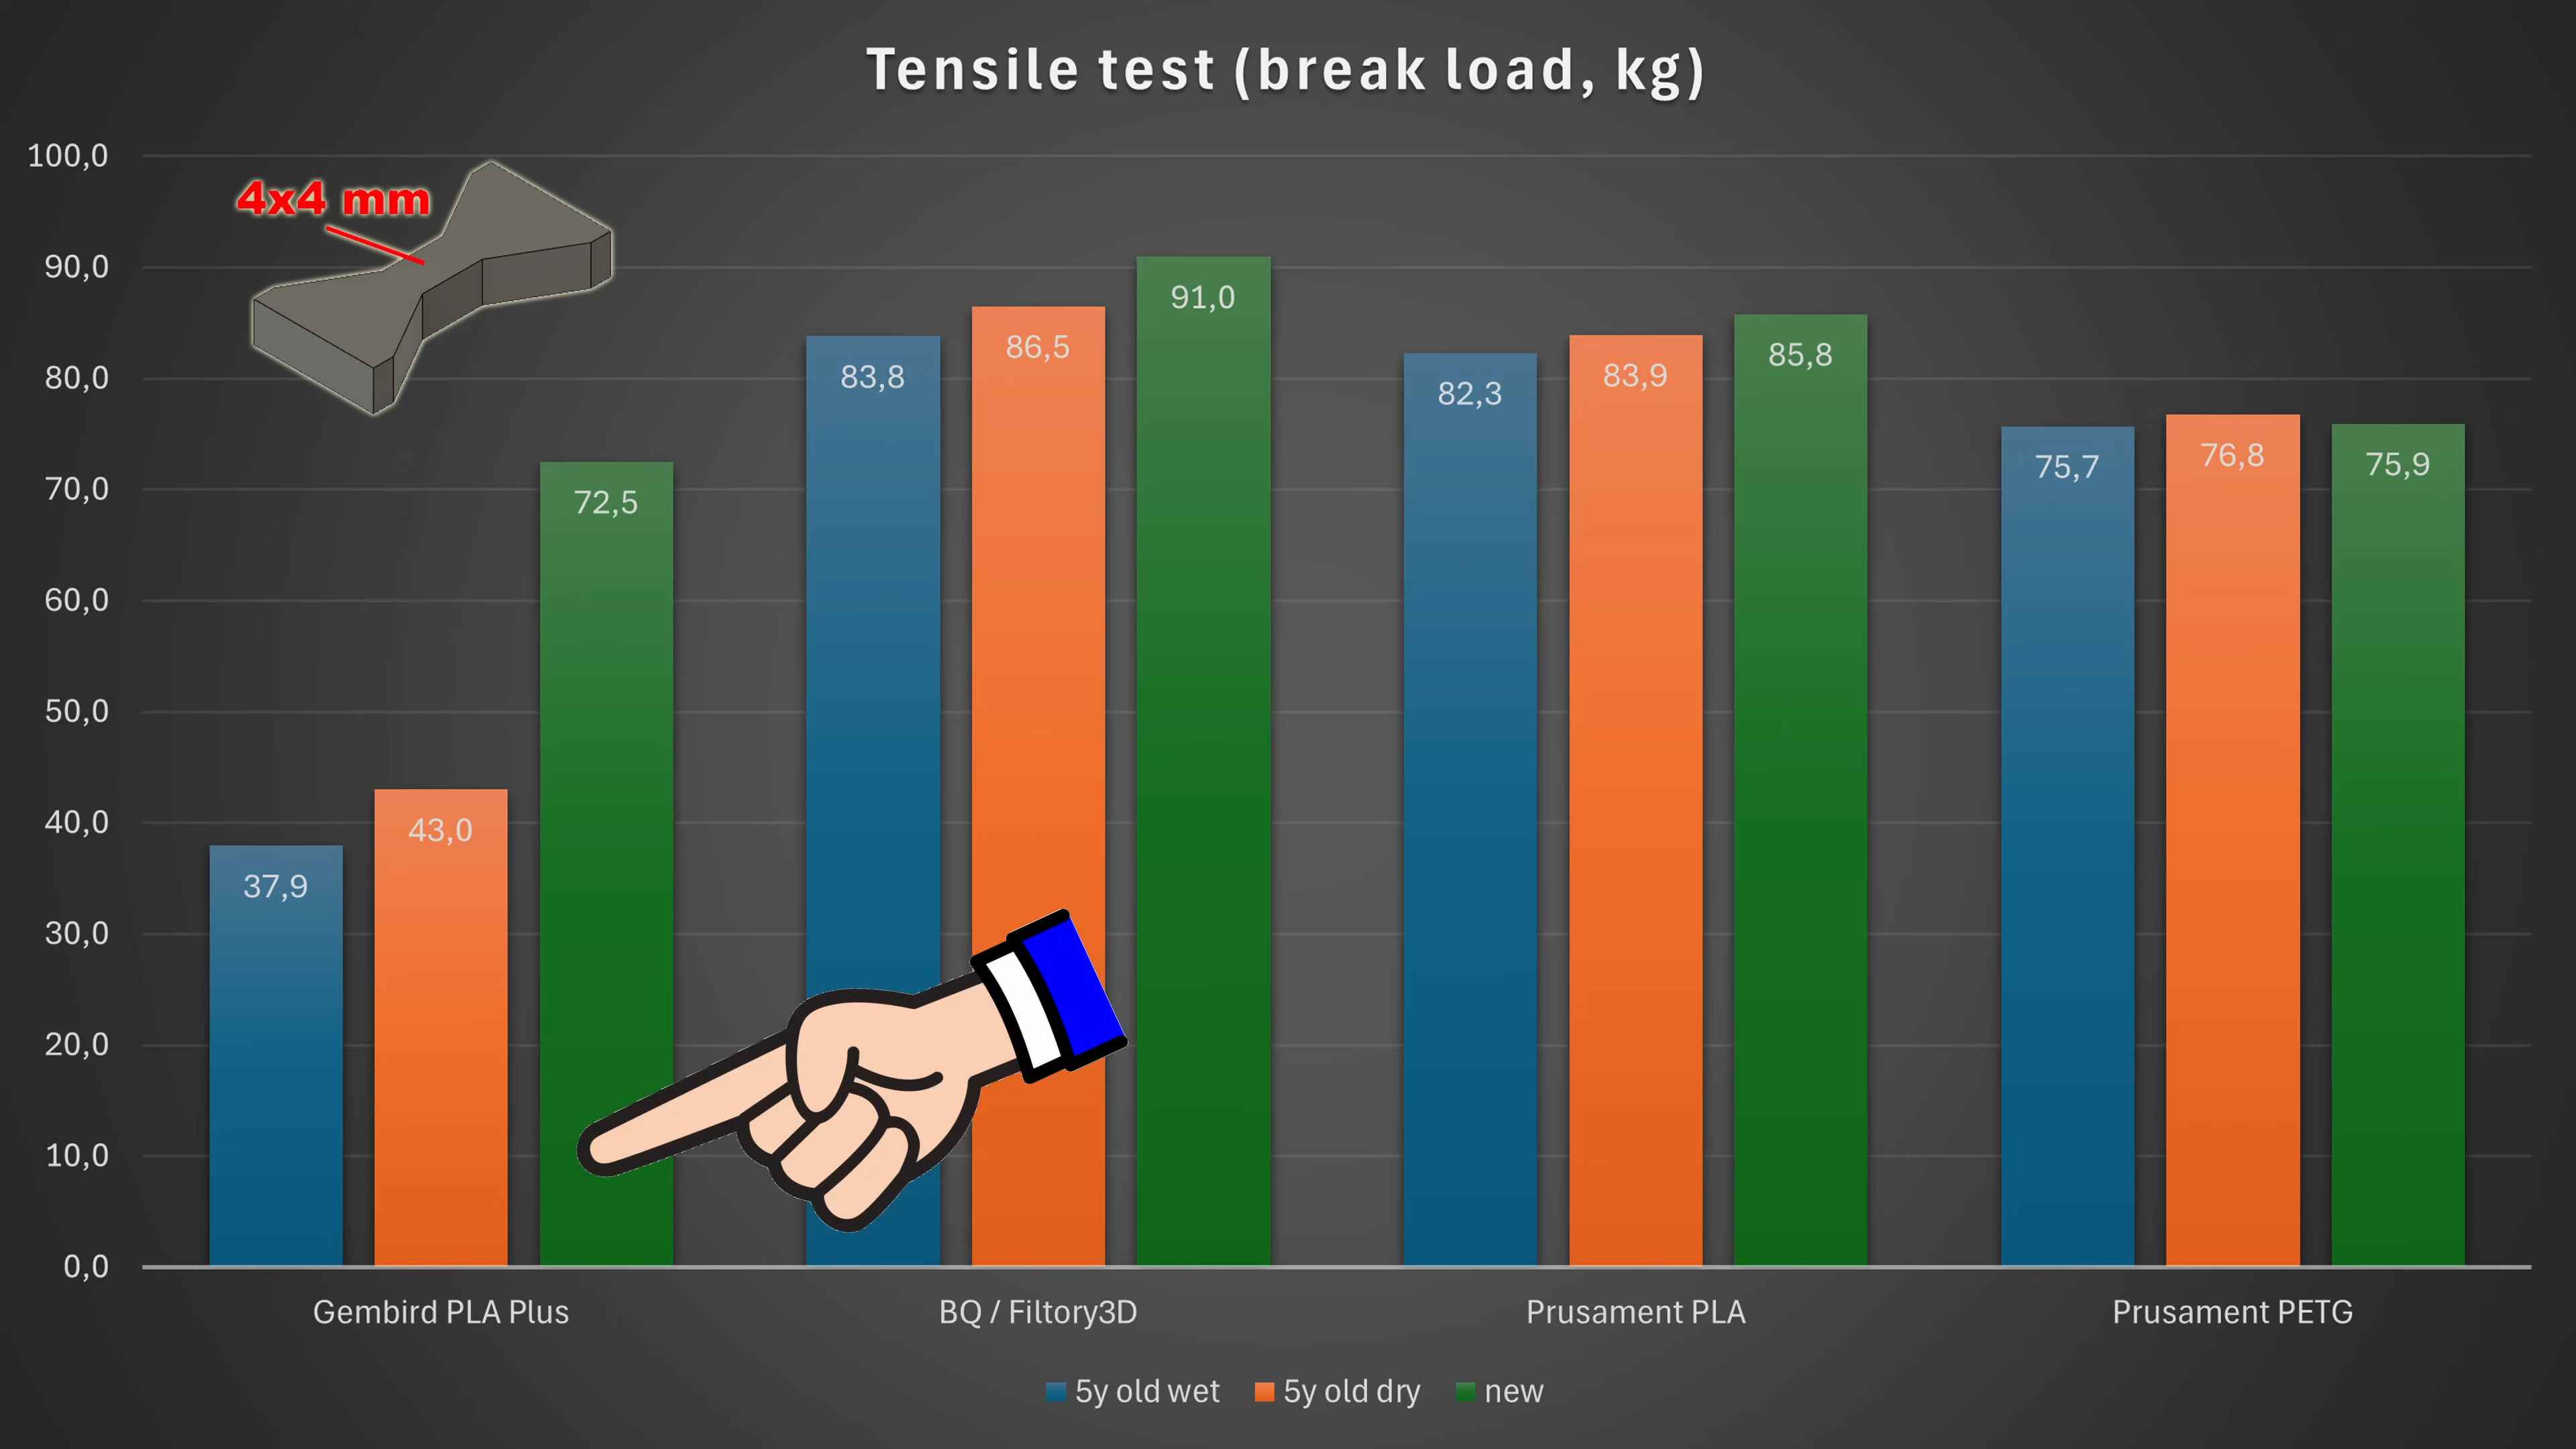 Tensile test (break load, kg)
100,0
4x4 mm
90,0
91,0
86,5
85,8
83,8
83,9
82,3
80,0
76,8
75,7
75,9
72,5
70,0
60,0
50,0
43,0
40,0
37,9
30,0
20,0
10,0
0,0
Gembird PLA Plus
BQ / Filtory3D
Prusament PLA
Prusament PETG
5y old wet
5y old dry
new